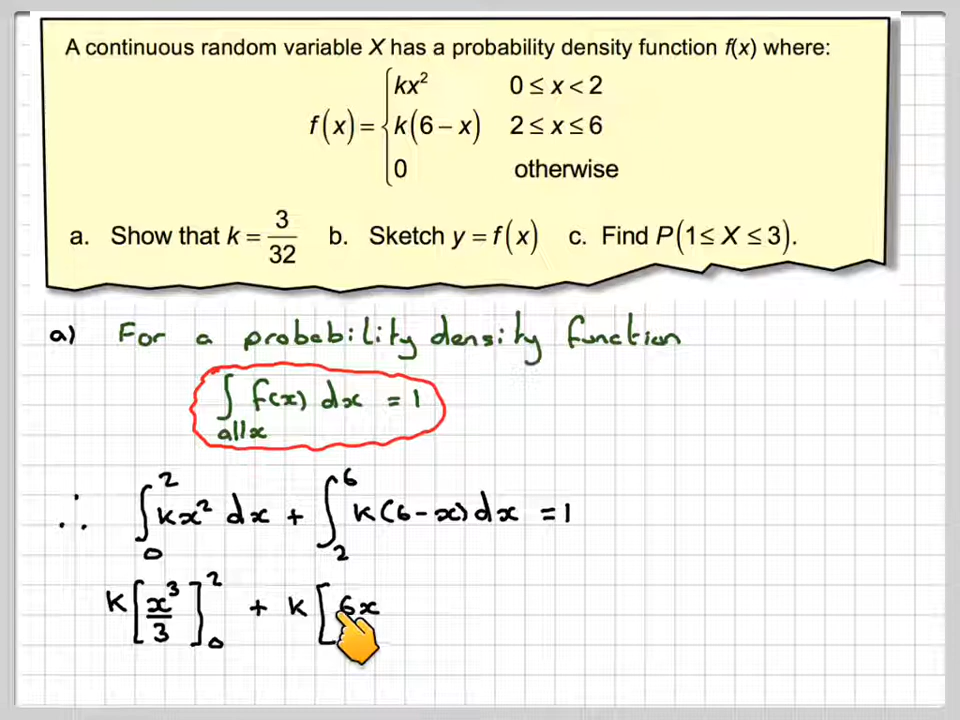 A continuous random variable X has a probability density function f(x) where:
f(x) = { kx² 0 ≤ x < 2
k(6 − x) 2 ≤ x ≤ 6
0 otherwise
a. Show that k = 3/32 b. Sketch y = f(x) c. Find P(1 ≤ X ≤ 3).
a) For a probability density function
∫ f(x) dx = 1
all x
∴ ∫₀² kx² dx + ∫₂⁶ k(6-x) dx = 1
k[x³/3]₀² + k[6x